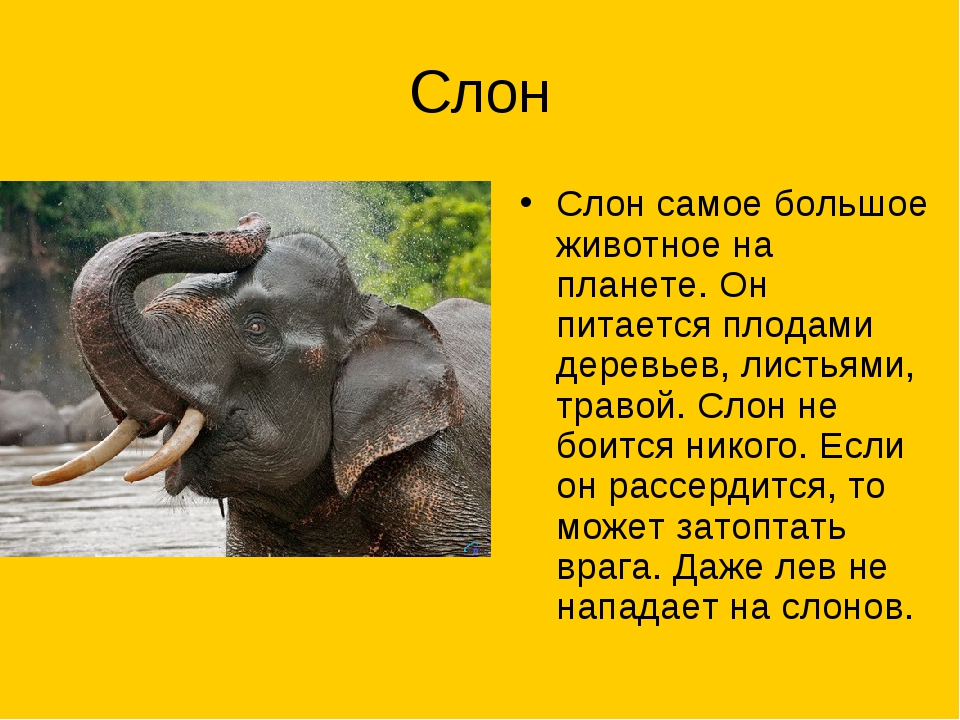 Слон
• Слон самое большое
животное на
планете. Он
питается плодами
деревьев, листьями,
травой. Слон не
боится никого. Если
он рассердится, то
может затоптать
врага. Даже лев не
нападает на слонов.